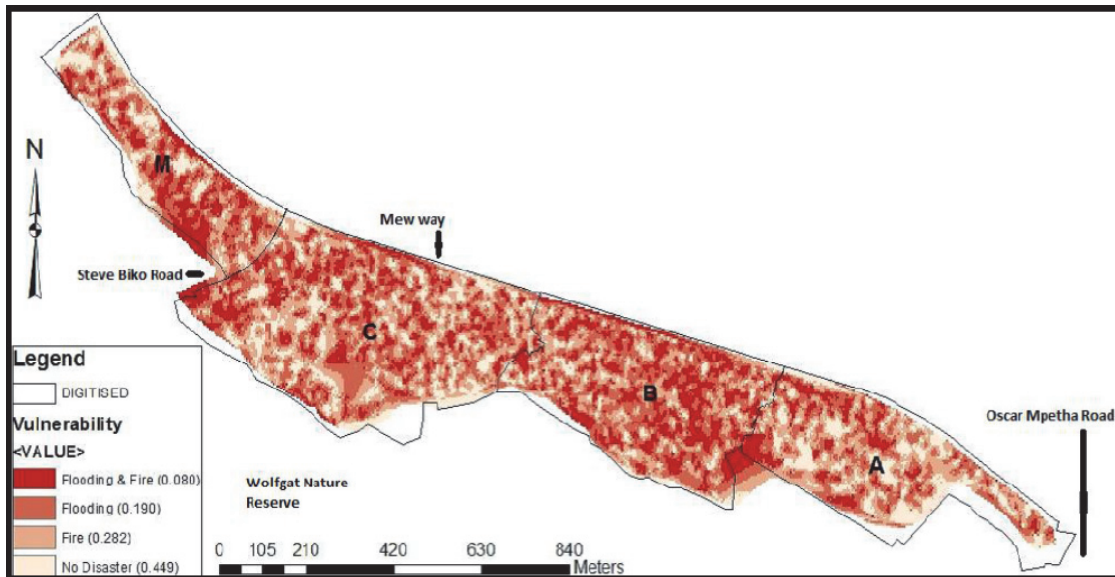 N
M
Mew way
Steve Biko Road
C
B
Oscar Mpetha Road
A
Legend
DIGITISED
Vulnerability
<VALUE>
Flooding & Fire (0.080)
Flooding (0.190)
Fire (0.282)
No Disaster (0.449)
Wolfgat Nature
Reserve
0 105 210 420 630 840
Meters